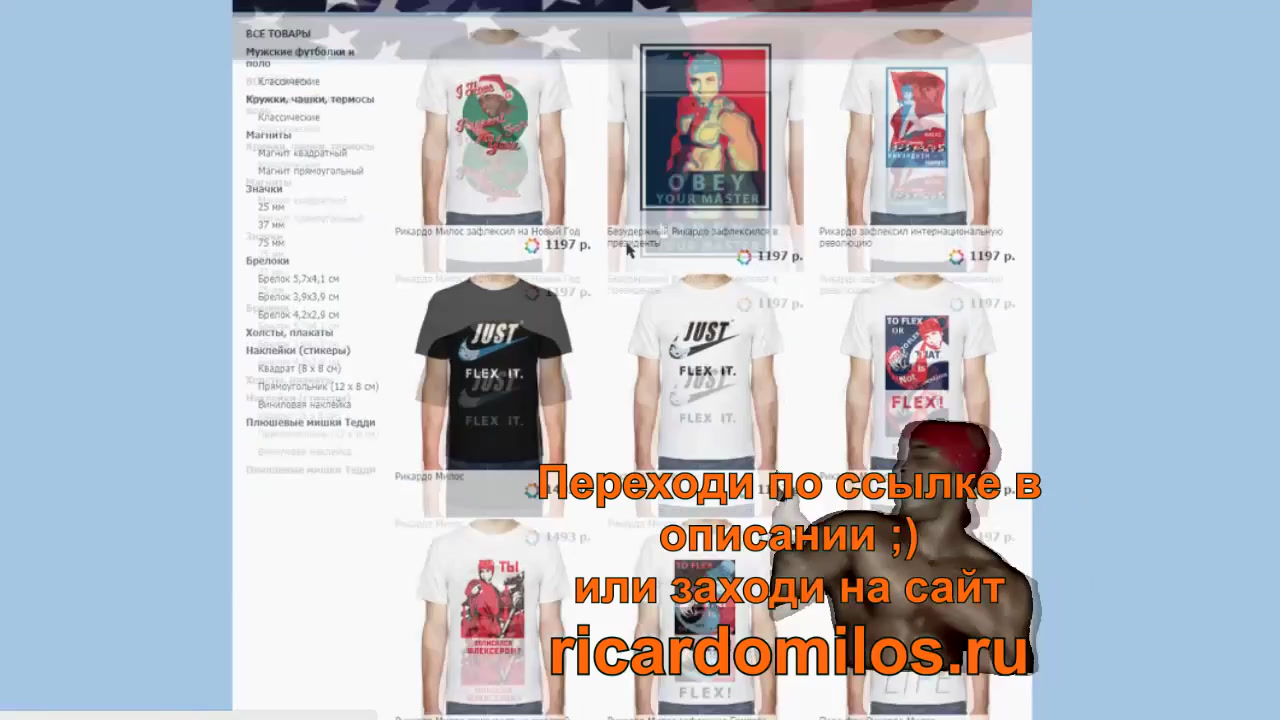 ВСЕ ТОВАРЫ
Мужские футболки и
поло
Классические
Кружки, чашки, термосы
Классические
Магниты
Магнит квадратный
Магнит прямоугольный
Значки
25 мм
37 мм
75 мм
Брелоки
Брелок 5,7x4,1 см
Брелок 3,9x3,9 см
Брелок 4,2x2,9 см
Холсты, плакаты
Наклейки (стикеры)
Квадрат (8 x 8 см)
Прямоугольник (12 x 8 см)
Виниловая наклейка
Плюшевые мишки Тедди
OBEY
YOUR MASTER
Рикардо Милос зафлексил на Новый Год
1197 р.
Безудержный Рикардо зафлексился в
президенты
1197 р.
Рикардо зафлексил интернациональную
революцию
1197 р.
JUST
FLEX IT.
JUST
FLEX IT.
TO FLEX
OR
Not
FLEX!
Рикардо Милос
1493 р.
ТЫ
TO FLEX
FLEX!
LIFE
Переходи по ссылке в
описании ;)
или заходи на сайт
ricardomilos.ru